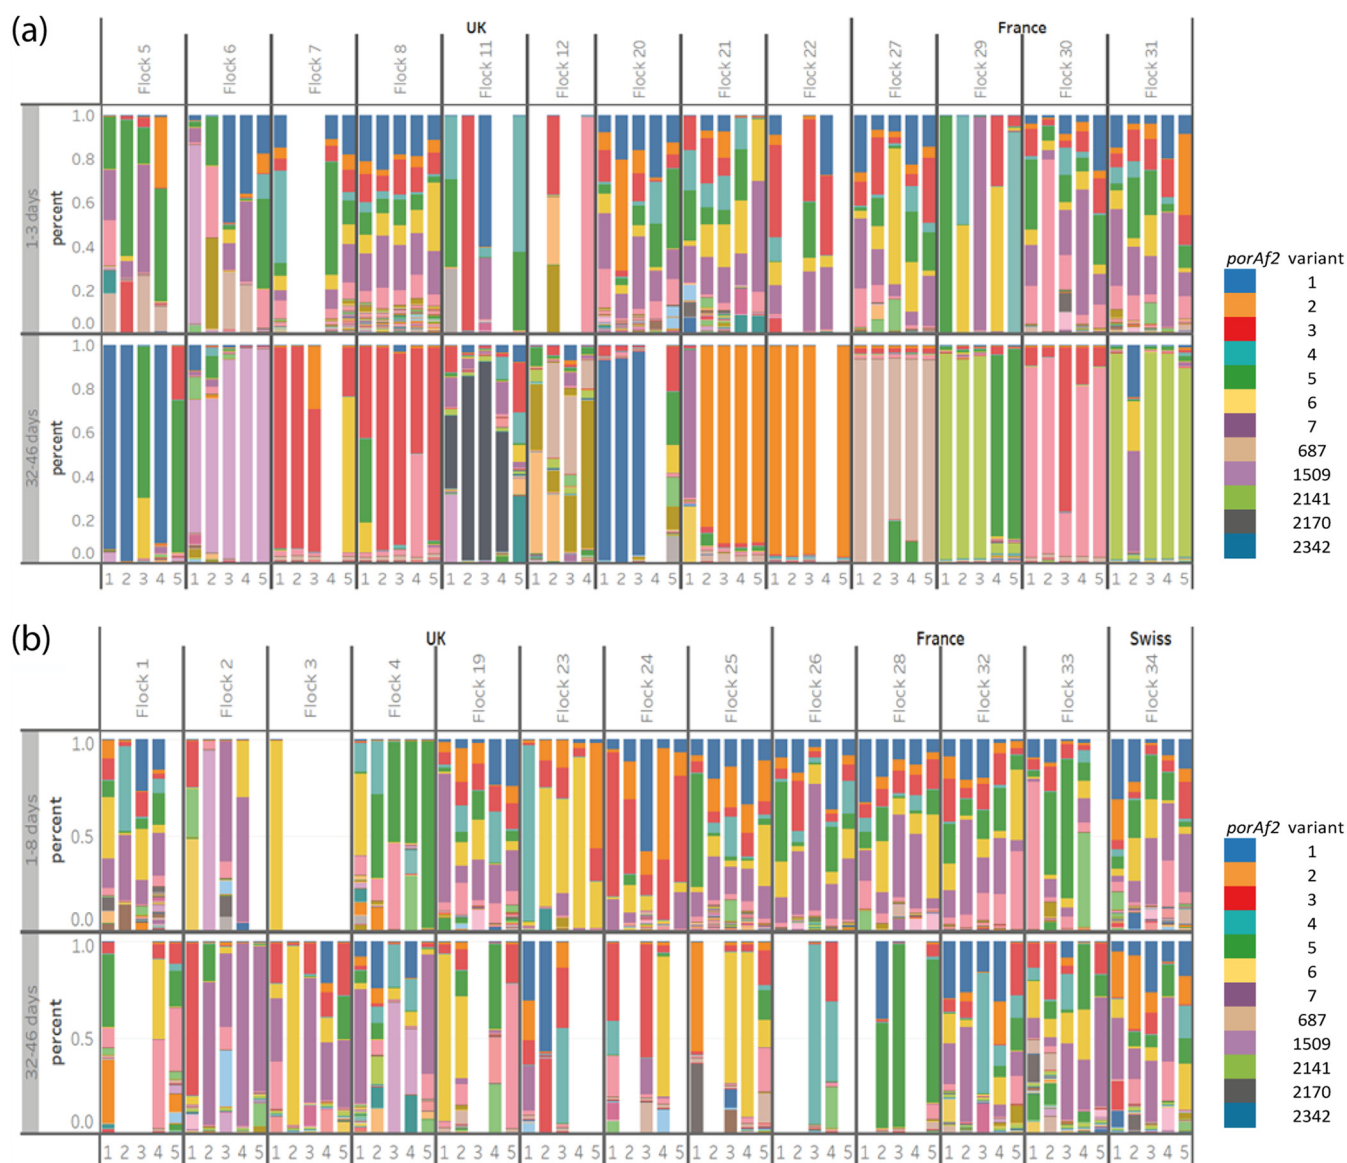 (a)
UK France
Flock 5 Flock 6 Flock 7 Flock 8 Flock 11 Flock 12 Flock 20 Flock 21 Flock 22 Flock 27 Flock 29 Flock 30 Flock 31
1-3 days
percent
1.0
0.8
0.6
0.4
0.2
0.0
32-46 days
percent
1.0
0.8
0.6
0.4
0.2
0.0
1 2 3 4 5 1 2 3 4 5 1 2 3 4 5 1 2 3 4 5 1 2 3 4 5 1 2 3 4 1 2 3 4 5 1 2 3 4 5 1 2 3 4 5 1 2 3 4 5 1 2 3 4 5 1 2 3 4 5 1 2 3 4 5
porAf2 variant
1
2
3
4
5
6
7
687
1509
2141
2170
2342
(b)
UK France Swiss
Flock 1 Flock 2 Flock 3 Flock 4 Flock 19 Flock 23 Flock 24 Flock 25 Flock 26 Flock 28 Flock 32 Flock 33 Flock 34
1-8 days
percent
1.0
0.5
0.0
32-46 days
percent
1.0
0.5
0.0
1 2 3 4 5 1 2 3 4 5 1 2 3 4 5 1 2 3 4 5 1 2 3 4 5 1 2 3 4 5 1 2 3 4 5 1 2 3 4 5 1 2 3 4 5 1 2 3 4 5 1 2 3 4 5 1 2 3 4 5 1 2 3 4 5
porAf2 variant
1
2
3
4
5
6
7
687
1509
2141
2170
2342